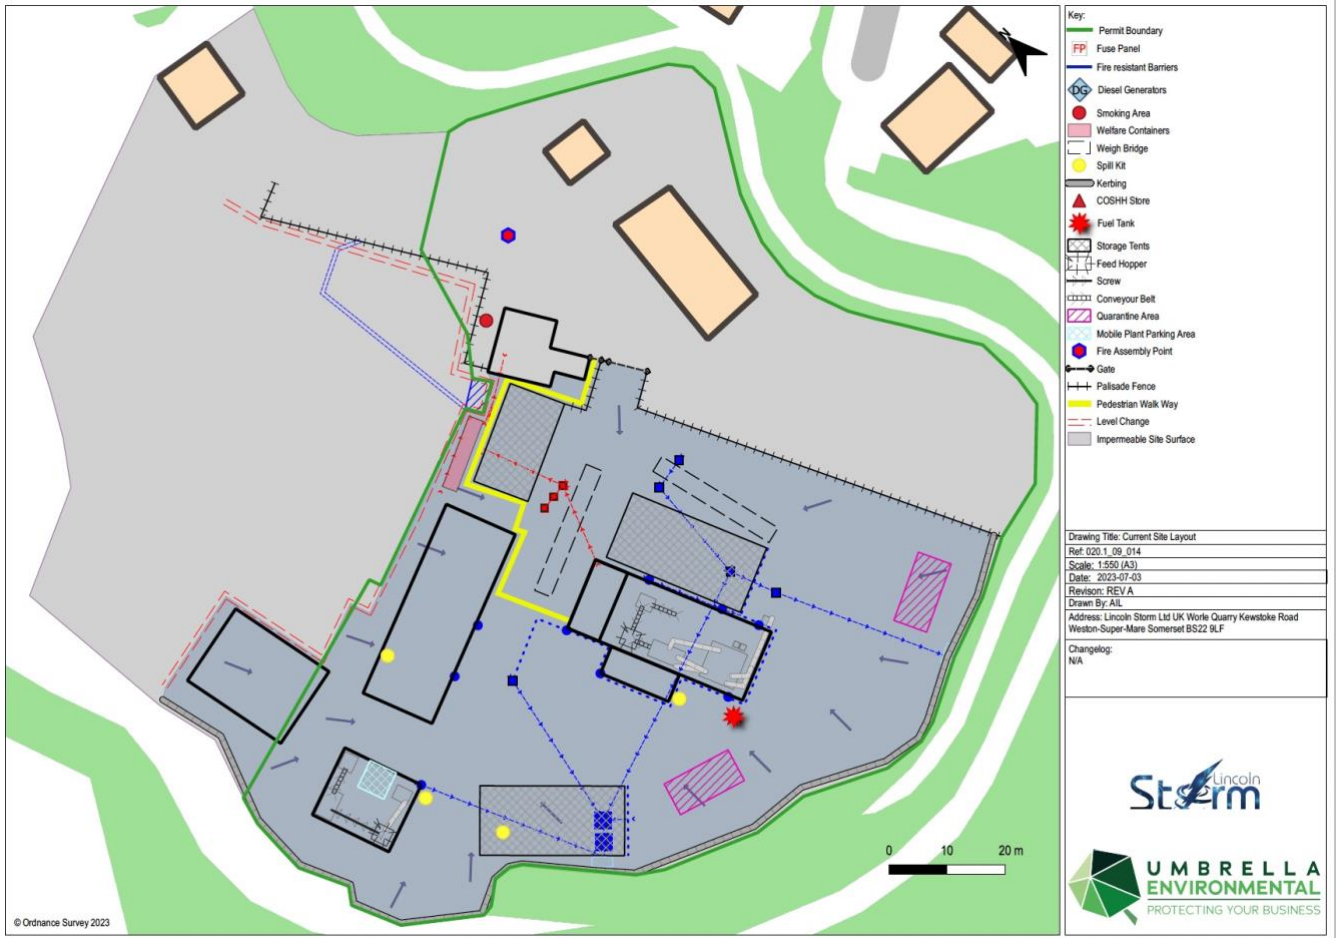 N
Key:
Permit Boundary
FP Fuse Panel
Fire resistant Barriers
DG Diesel Generators
Smoking Area
Welfare Containers
Weigh Bridge
Spill Kit
Kerbing
COSHH Store
Fuel Tank
Storage Tents
Feed Hopper
Screw
Conveyour Belt
Quarantine Area
Mobile Plant Parking Area
Fire Assembly Point
Gate
Palisade Fence
Pedestrian Walk Way
Level Change
Impermeable Site Surface
Drawing Title: Current Site Layout
Ref: 020.1_09_014
Scale: 1:550 (A3)
Date: 2023-07-03
Revison: REV A
Drawn By: AIL
Address: Lincoln Storm Ltd UK Worle Quarry Kewstoke Road
Weston-Super-Mare Somerset BS22 9LF
Changelog:
N/A
Lincoln
Storm
UMBRELLA
ENVIRONMENTAL
PROTECTING YOUR BUSINESS
0 10 20 m
© Ordnance Survey 2023